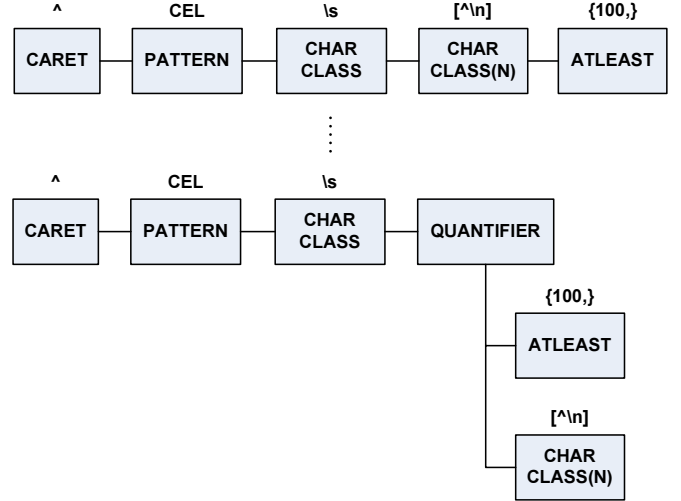 ^ CEL \s [^\n] {100,}
CARET PATTERN CHAR CLASS CHAR CLASS(N) ATLEAST
^ CEL \s
CARET PATTERN CHAR CLASS QUANTIFIER
{100,}
ATLEAST
[^\n]
CHAR
CLASS(N)